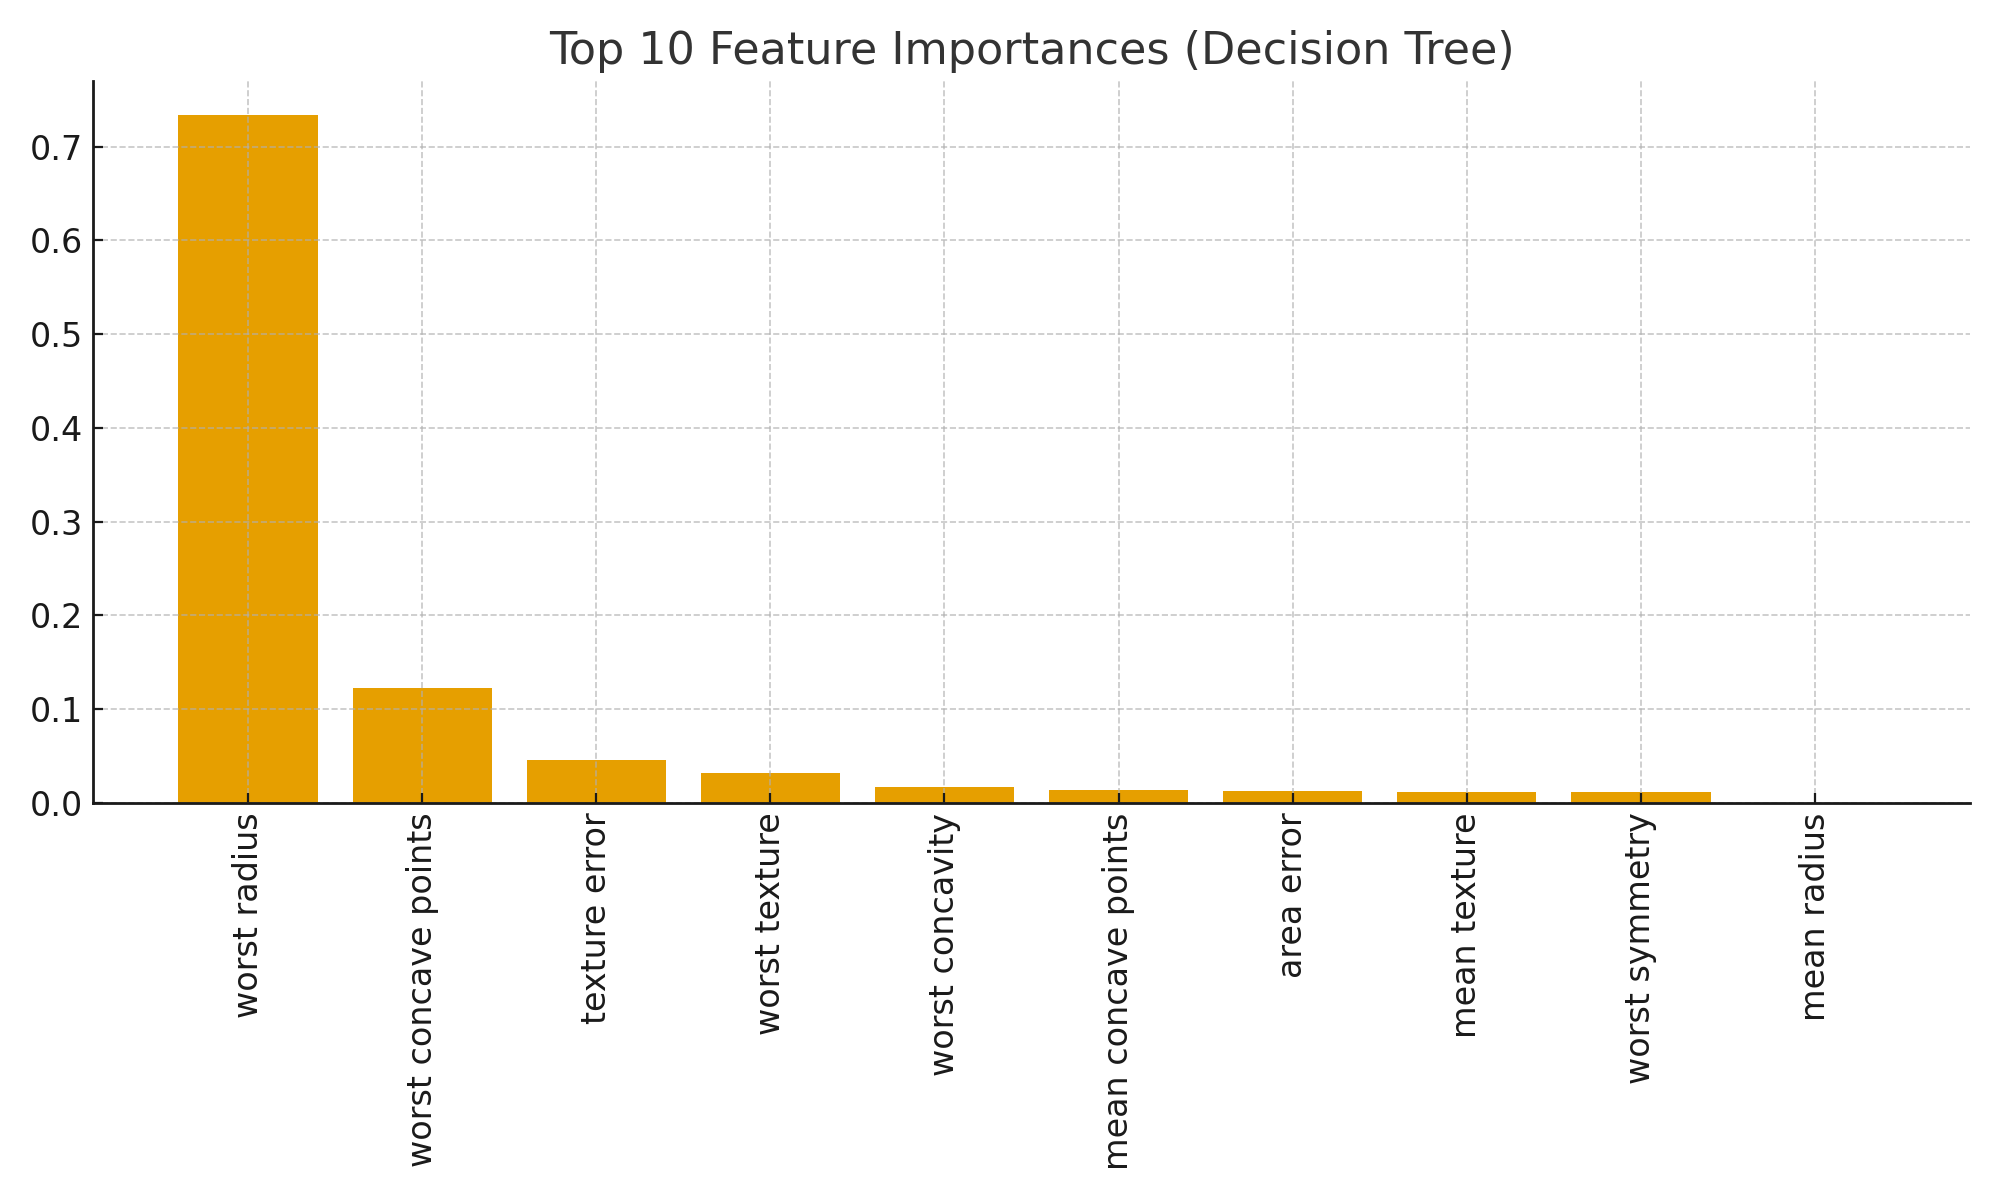 Top 10 Feature Importances (Decision Tree)
0.7
0.6
0.5
0.4
0.3
0.2
0.1
0.0
worst radius
worst concave points
texture error
worst texture
worst concavity
mean concave points
area error
mean texture
worst symmetry
mean radius